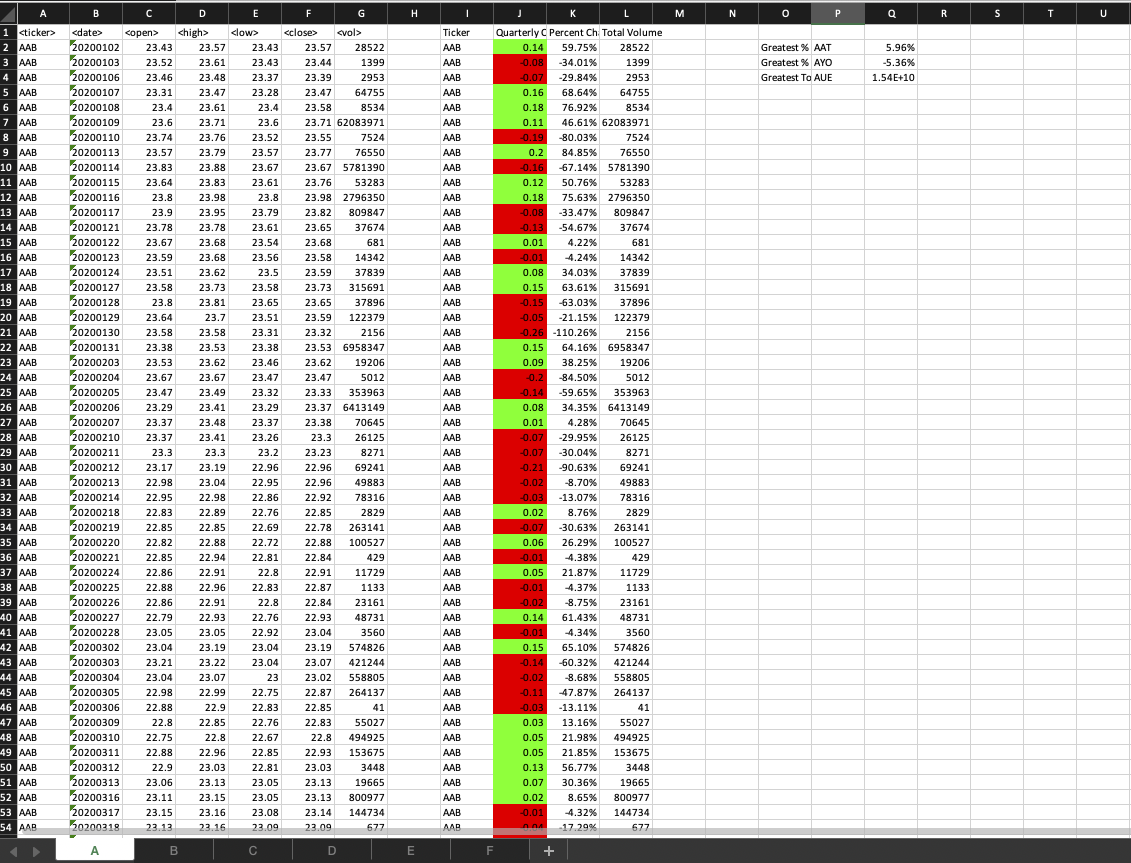 A B C D E F G H I J K L M N O P Q R S T U
1 <ticker> <date> <open> <high> <low> <close> <vol> Ticker Quarterly C Percent Ch Total Volume
2 AAB 20200102 23.43 23.57 23.43 23.57 28522 AAB 0.14 59.75% 28522 Greatest % AAT 5.96%
3 AAB 20200103 23.52 23.61 23.43 23.44 1399 AAB -0.08 -34.01% 1399 Greatest % AYO -5.36%
4 AAB 20200106 23.46 23.48 23.37 23.39 2953 AAB -0.07 -29.84% 2953 Greatest To AUE 1.54E+10
5 AAB 20200107 23.31 23.47 23.28 23.47 64755 AAB 0.16 68.64% 64755
6 AAB 20200108 23.4 23.61 23.4 23.58 8534 AAB 0.18 76.92% 8534
7 AAB 20200109 23.6 23.71 23.6 23.71 62083971 AAB 0.11 46.61% 62083971
8 AAB 20200110 23.74 23.76 23.52 23.55 7524 AAB -0.19 -80.03% 7524
9 AAB 20200113 23.57 23.79 23.57 23.77 76550 AAB 0.2 84.85% 76550
10 AAB 20200114 23.83 23.88 23.67 23.67 5781390 AAB -0.16 -67.14% 5781390
11 AAB 20200115 23.64 23.83 23.61 23.76 53283 AAB 0.12 50.76% 53283
12 AAB 20200116 23.8 23.98 23.8 23.98 2796350 AAB 0.18 75.63% 2796350
13 AAB 20200117 23.9 23.95 23.79 23.82 809847 AAB -0.08 -33.47% 809847
14 AAB 20200121 23.78 23.78 23.61 23.65 37674 AAB -0.13 -54.67% 37674
15 AAB 20200122 23.67 23.68 23.54 23.68 681 AAB 0.01 4.22% 681
16 AAB 20200123 23.59 23.68 23.56 23.58 14342 AAB -0.01 -4.24% 14342
17 AAB 20200124 23.51 23.62 23.5 23.59 37839 AAB 0.08 34.03% 37839
18 AAB 20200127 23.58 23.73 23.58 23.73 315691 AAB 0.15 63.61% 315691
19 AAB 20200128 23.8 23.81 23.65 23.65 37896 AAB -0.15 -63.03% 37896
20 AAB 20200129 23.64 23.7 23.51 23.59 122379 AAB -0.05 -21.15% 122379
21 AAB 20200130 23.58 23.58 23.31 23.32 2156 AAB -0.26 -110.26% 2156
22 AAB 20200131 23.38 23.53 23.38 23.53 6958347 AAB 0.15 64.16% 6958347
23 AAB 20200203 23.53 23.62 23.46 23.62 19206 AAB 0.09 38.25% 19206
24 AAB 20200204 23.67 23.67 23.47 23.47 5012 AAB -0.2 -84.50% 5012
25 AAB 20200205 23.47 23.49 23.32 23.33 353963 AAB -0.14 -59.65% 353963
26 AAB 20200206 23.29 23.41 23.29 23.37 6413149 AAB 0.08 34.35% 6413149
27 AAB 20200207 23.37 23.48 23.37 23.38 70645 AAB 0.01 4.28% 70645
28 AAB 20200210 23.37 23.41 23.26 23.3 26125 AAB -0.07 -29.95% 26125
29 AAB 20200211 23.3 23.3 23.2 23.23 8271 AAB -0.07 -30.04% 8271
30 AAB 20200212 23.17 23.19 22.96 22.96 69241 AAB -0.21 -90.63% 69241
31 AAB 20200213 22.98 23.04 22.95 22.96 49883 AAB -0.02 -8.70% 49883
32 AAB 20200214 22.95 22.98 22.86 22.92 78316 AAB -0.03 -13.07% 78316
33 AAB 20200218 22.83 22.89 22.76 22.85 2829 AAB 0.02 8.76% 2829
34 AAB 20200219 22.85 22.85 22.69 22.78 263141 AAB -0.07 -30.63% 263141
35 AAB 20200220 22.82 22.88 22.72 22.88 100527 AAB 0.06 26.29% 100527
36 AAB 20200221 22.85 22.94 22.81 22.84 429 AAB -0.01 -4.38% 429
37 AAB 20200224 22.86 22.91 22.8 22.91 11729 AAB 0.05 21.87% 11729
38 AAB 20200225 22.88 22.96 22.83 22.87 1133 AAB -0.01 -4.37% 1133
39 AAB 20200226 22.86 22.91 22.8 22.84 23161 AAB -0.02 -8.75% 23161
40 AAB 20200227 22.79 22.93 22.76 22.93 48731 AAB 0.14 61.43% 48731
41 AAB 20200228 23.05 23.05 22.92 23.04 3560 AAB -0.01 -4.34% 3560
42 AAB 20200302 23.04 23.19 23.04 23.19 574826 AAB 0.15 65.10% 574826
43 AAB 20200303 23.21 23.22 23.04 23.07 421244 AAB -0.14 -60.32% 421244
44 AAB 20200304 23.04 23.07 23 23.02 558805 AAB -0.02 -8.68% 558805
45 AAB 20200305 22.98 22.99 22.75 22.87 264137 AAB -0.11 -47.87% 264137
46 AAB 20200306 22.88 22.9 22.83 22.85 41 AAB -0.03 -13.11% 41
47 AAB 20200309 22.8 22.85 22.76 22.83 55027 AAB 0.03 13.16% 55027
48 AAB 20200310 22.75 22.8 22.67 22.8 494925 AAB 0.05 21.98% 494925
49 AAB 20200311 22.88 22.96 22.85 22.93 153675 AAB 0.05 21.85% 153675
50 AAB 20200312 22.9 23.03 22.81 23.03 3448 AAB 0.13 56.77% 3448
51 AAB 20200313 23.06 23.13 23.05 23.13 19665 AAB 0.07 30.36% 19665
52 AAB 20200316 23.11 23.15 23.05 23.13 800977 AAB 0.02 8.65% 800977
53 AAB 20200317 23.15 23.16 23.08 23.14 144734 AAB -0.01 -4.32% 144734
54 AAB 20200318 23.13 23.16 23.09 23.09 677 AAB -0.04 -17.29% 677
A B C D E F +